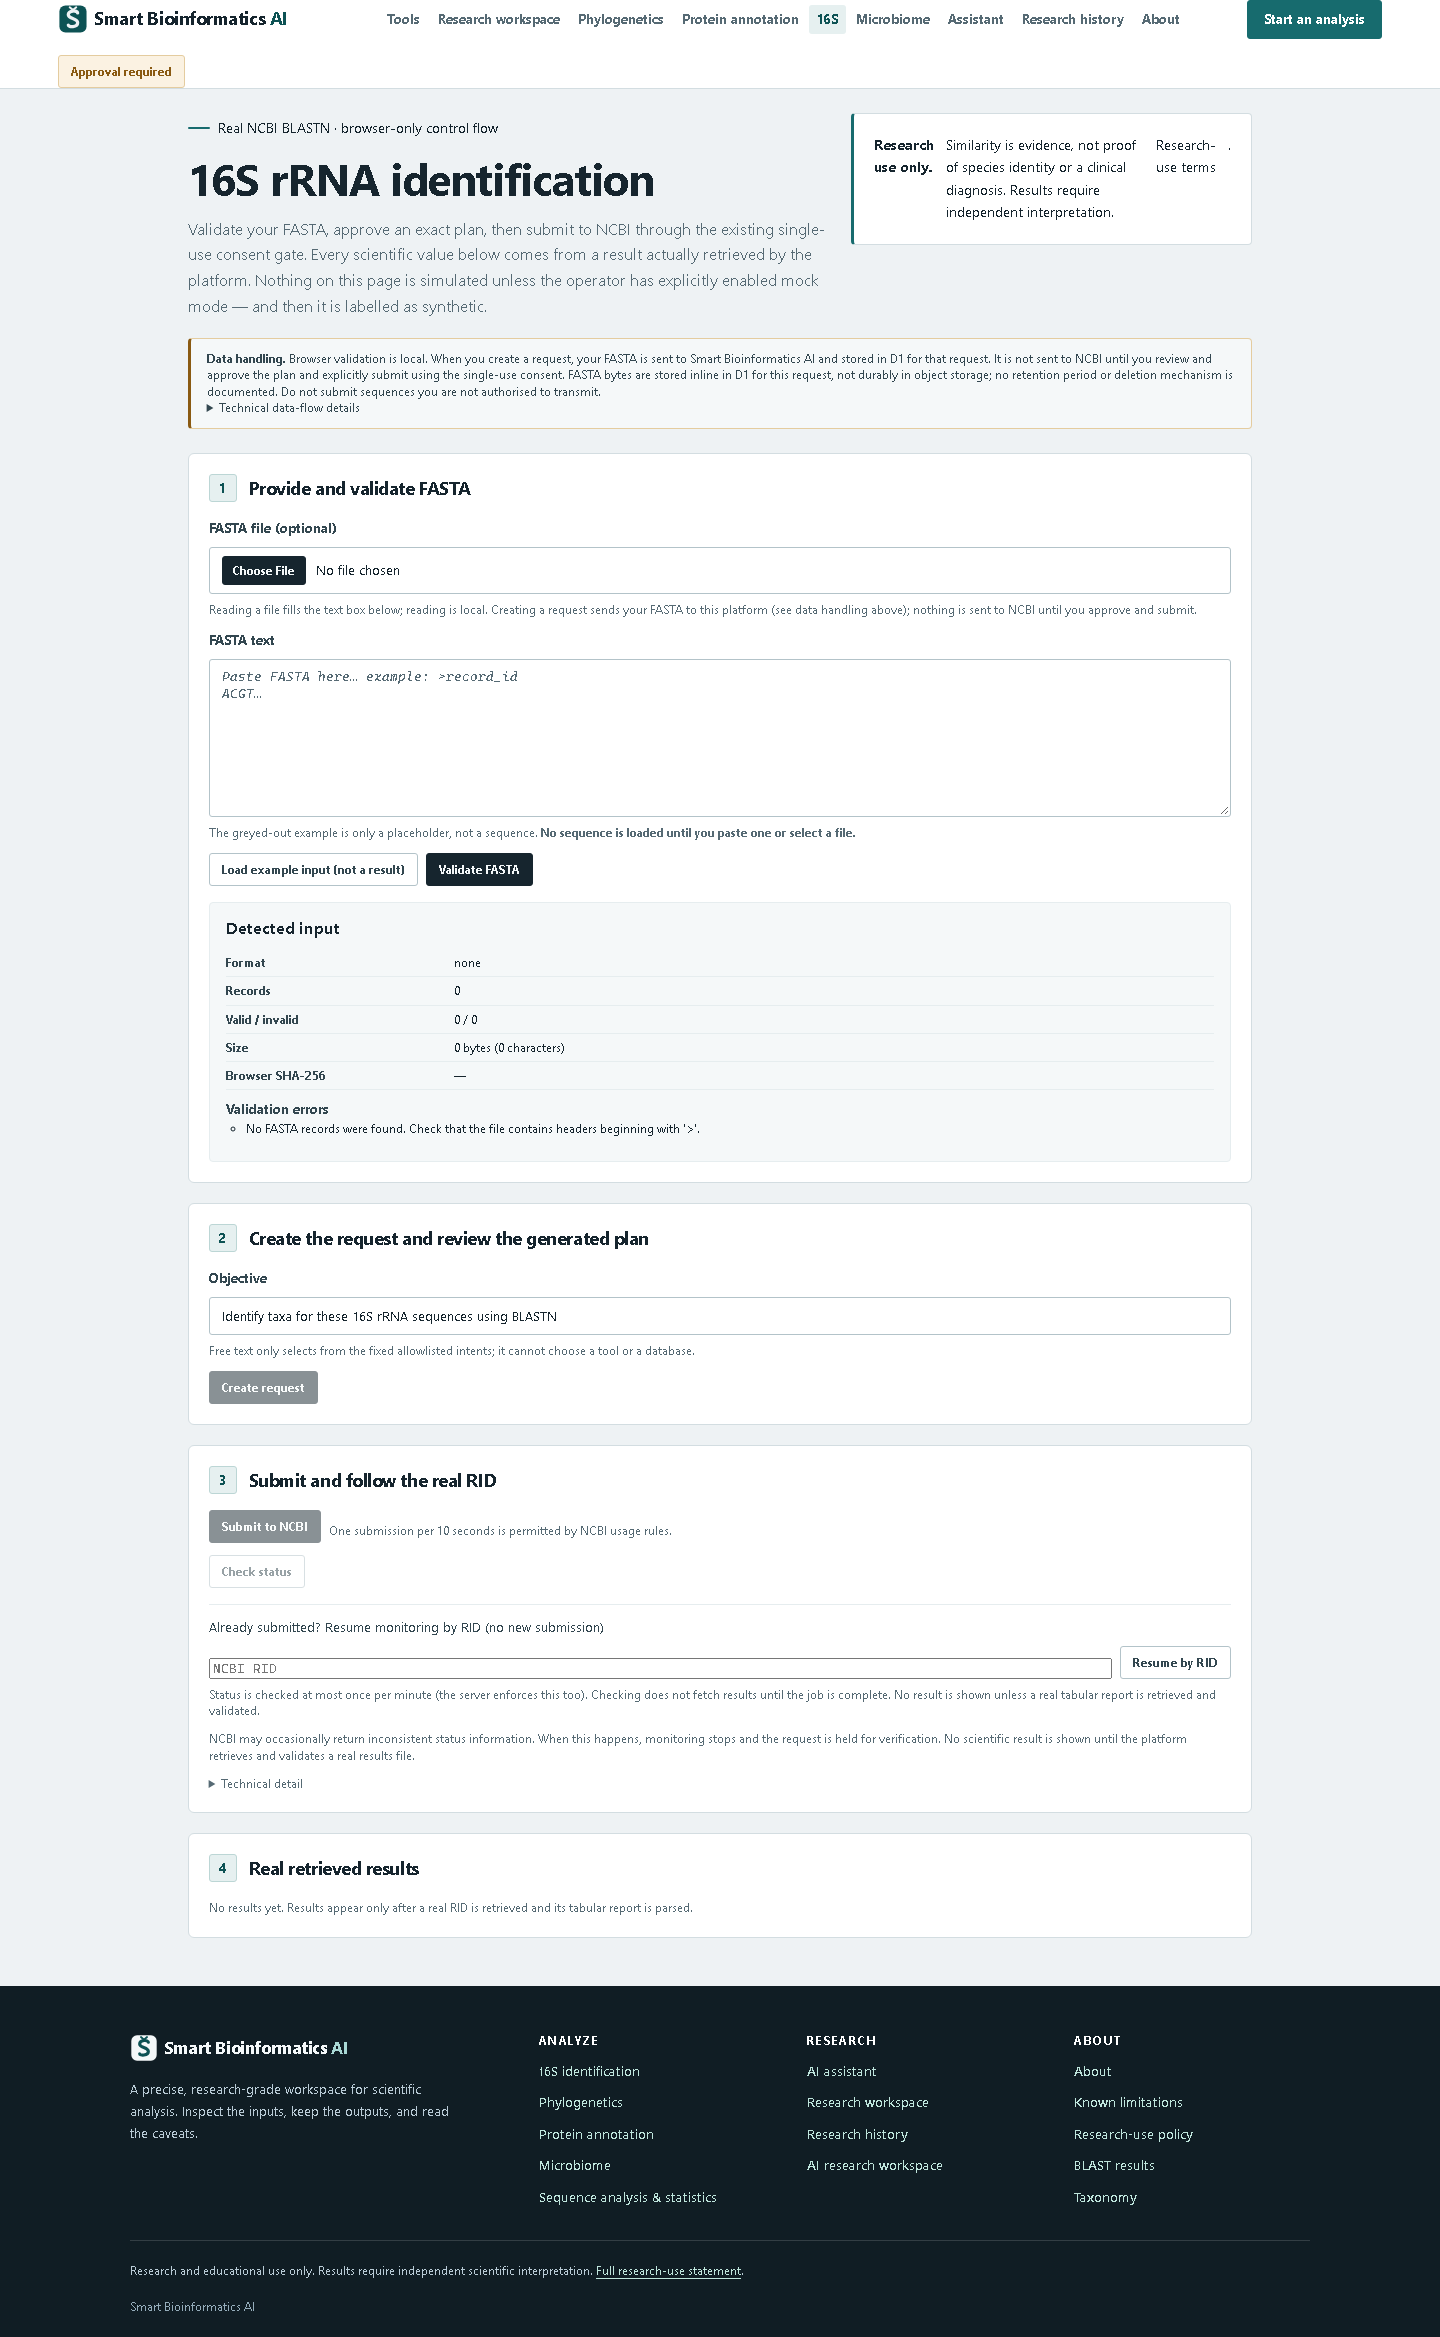 Smart Bioinformatics AI
Tools Research workspace Phylogenetics Protein annotation 16S Microbiome Assistant Research history About
Start an analysis
Approval required
Real NCBI BLASTN · browser-only control flow
16S rRNA identification
Validate your FASTA, approve an exact plan, then submit to NCBI through the existing single-
use consent gate. Every scientific value below comes from a result actually retrieved by the
platform. Nothing on this page is simulated unless the operator has explicitly enabled mock
mode — and then it is labelled as synthetic.
Research
use only.
Similarity is evidence, not proof
of species identity or a clinical
diagnosis. Results require
independent interpretation.
Research-
use terms
.
Data handling. Browser validation is local. When you create a request, your FASTA is sent to Smart Bioinformatics AI and stored in D1 for that request. It is not sent to NCBI until you review and
approve the plan and explicitly submit using the single-use consent. FASTA bytes are stored inline in D1 for this request, not durably in object storage; no retention period or deletion mechanism is
documented. Do not submit sequences you are not authorised to transmit.
Technical data-flow details
1 Provide and validate FASTA
FASTA file (optional)
Choose File No file chosen
Reading a file fills the text box below; reading is local. Creating a request sends your FASTA to this platform (see data handling above); nothing is sent to NCBI until you approve and submit.
FASTA text
Paste FASTA here… example: >record_id
ACGT…
The greyed-out example is only a placeholder, not a sequence. No sequence is loaded until you paste one or select a file.
Load example input (not a result) Validate FASTA
Detected input
Format none
Records 0
Valid / invalid 0 / 0
Size 0 bytes (0 characters)
Browser SHA-256 —
Validation errors
No FASTA records were found. Check that the file contains headers beginning with '>'.
2 Create the request and review the generated plan
Objective
Identify taxa for these 16S rRNA sequences using BLASTN
Free text only selects from the fixed allowlisted intents; it cannot choose a tool or a database.
Create request
3 Submit and follow the real RID
Submit to NCBI One submission per 10 seconds is permitted by NCBI usage rules.
Check status
Already submitted? Resume monitoring by RID (no new submission)
NCBI RID Resume by RID
Status is checked at most once per minute (the server enforces this too). Checking does not fetch results until the job is complete. No result is shown unless a real tabular report is retrieved and
validated.
NCBI may occasionally return inconsistent status information. When this happens, monitoring stops and the request is held for verification. No scientific result is shown until the platform
retrieves and validates a real results file.
Technical detail
4 Real retrieved results
No results yet. Results appear only after a real RID is retrieved and its tabular report is parsed.
Smart Bioinformatics AI
A precise, research-grade workspace for scientific
analysis. Inspect the inputs, keep the outputs, and read
the caveats.
ANALYZE
16S identification
Phylogenetics
Protein annotation
Microbiome
Sequence analysis & statistics
RESEARCH
AI assistant
Research workspace
Research history
AI research workspace
ABOUT
About
Known limitations
Research-use policy
BLAST results
Taxonomy
Research and educational use only. Results require independent scientific interpretation. Full research-use statement.
Smart Bioinformatics AI